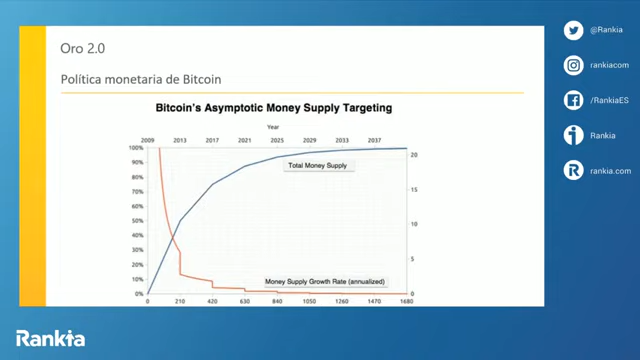 Oro 2.0
Política monetaria de Bitcoin
Bitcoin's Asymptotic Money Supply Targeting
Year
2009 2013 2017 2021 2025 2029 2033 2037
100%
90%
80%
70%
60%
50%
40%
30%
20%
10%
0%
20
15
10
5
0
Total Money Supply
Money Supply Growth Rate (annualized)
0 210 420 630 840 1050 1260 1470 1680
@Rankia
rankiacom
/RankiaES
Rankia
rankia.com
Rankia